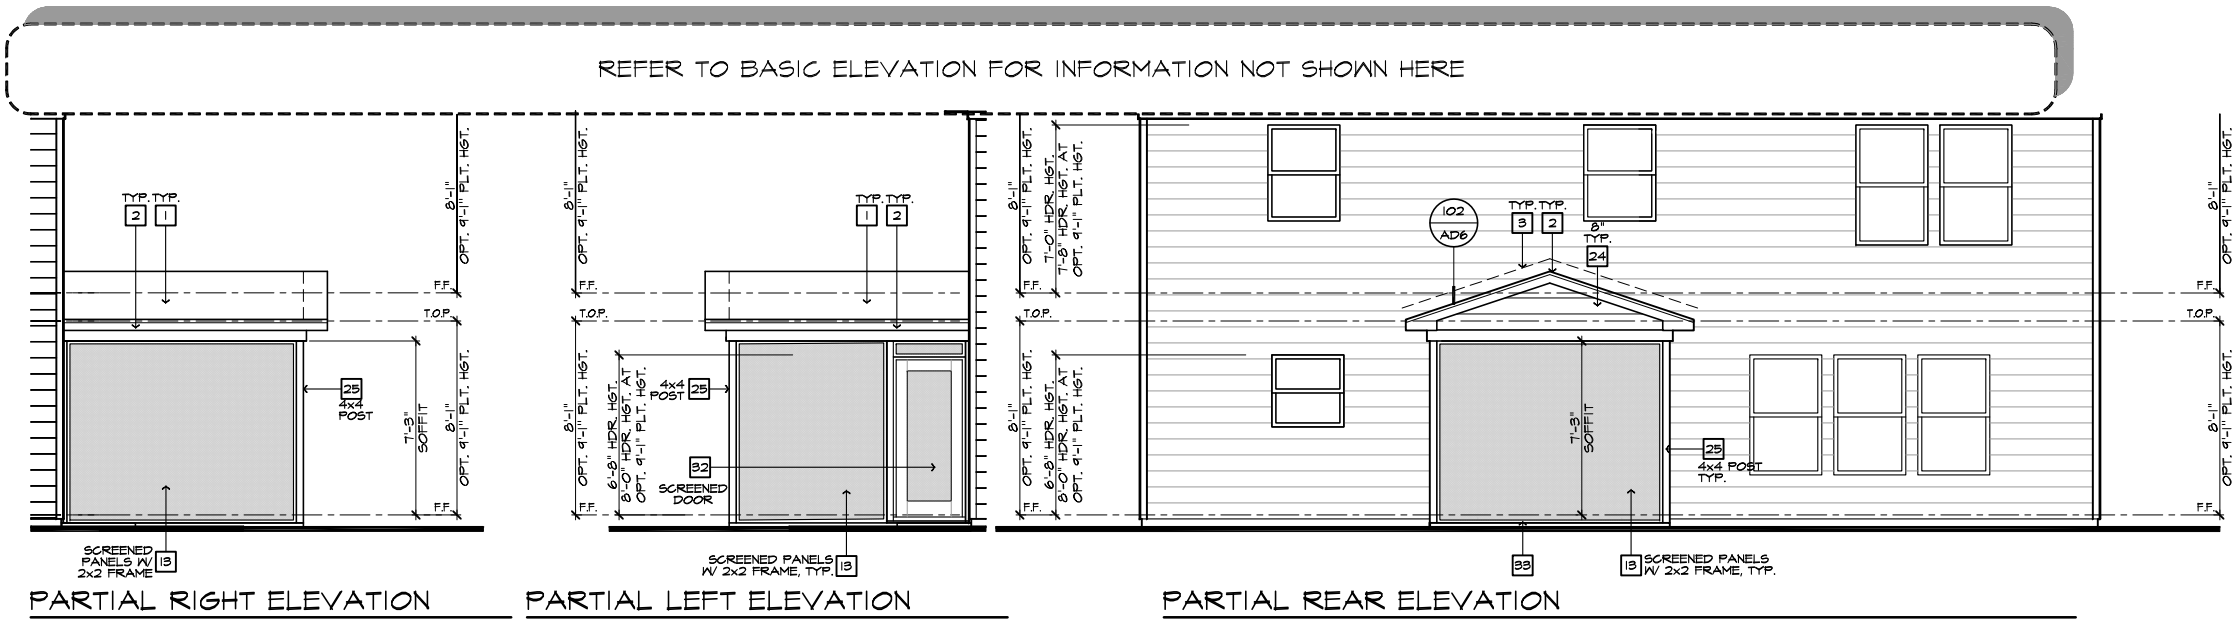 REFER TO BASIC ELEVATION FOR INFORMATION NOT SHOWN HERE
TYP. TYP.
2 1
8'-1"
OPT. 9'-1" PLT. HGT.
F.F.
T.O.P.
25
4x4
POST
7'-3"
SOFFIT
8'-1"
OPT. 9'-1" PLT. HGT.
F.F.
SCREENED
PANELS W/
2x2 FRAME
13
PARTIAL RIGHT ELEVATION
8'-1"
OPT. 9'-1" PLT. HGT.
TYP. TYP.
1 2
F.F.
T.O.P.
8'-1"
OPT. 9'-1" PLT. HGT.
6'-8" HDR. HGT.
8'-0" HDR. HGT. AT
OPT. 9'-1" PLT. HGT.
4x4
POST
25
32
SCREENED
DOOR
F.F.
SCREENED PANELS
W/ 2x2 FRAME, TYP.
13
PARTIAL LEFT ELEVATION
8'-1"
OPT. 9'-1" PLT. HGT.
7'-0" HDR. HGT.
7'-8" HDR. HGT. AT
OPT. 9'-1" PLT. HGT.
F.F.
T.O.P.
8'-1"
OPT. 9'-1" PLT. HGT.
6'-8" HDR. HGT.
8'-0" HDR. HGT. AT
OPT. 9'-1" PLT. HGT.
F.F.
102
AD6
TYP. TYP.
3 2
8"
TYP.
24
7'-3"
SOFFIT
25
4x4 POST
TYP.
33
13
SCREENED PANELS
W/ 2x2 FRAME, TYP.
8'-1"
OPT. 9'-1" PLT. HGT.
F.F.
T.O.P.
8'-1"
OPT. 9'-1" PLT. HGT.
F.F.
PARTIAL REAR ELEVATION